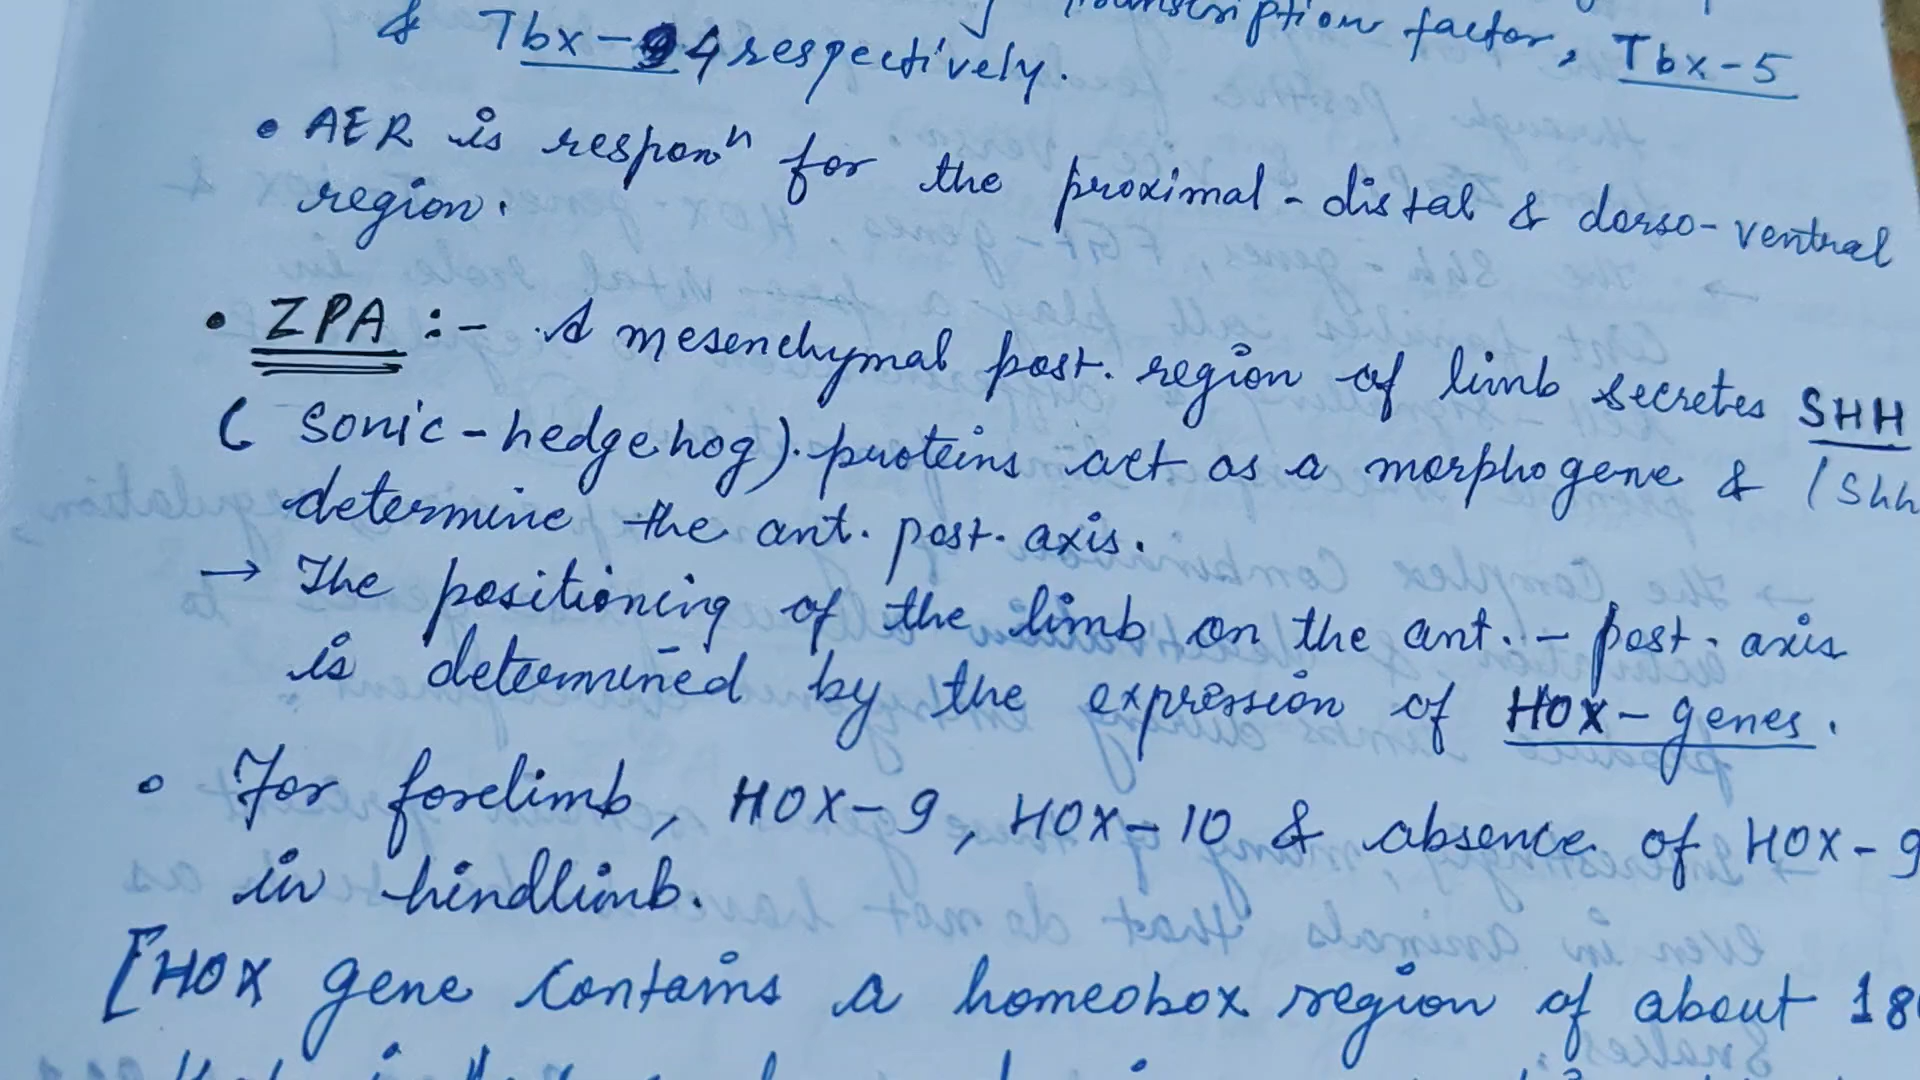 transcription factor, Tbx-5
& Tbx-4 respectively.
• AER is responⁿ for the proximal-distal & dorso-ventral
region.
• ZPA :- A mesenchymal post. region of limb secretes SHH
( sonic-hedgehog). proteins act as a morphogene & (Shh
determine the ant. post. axis.
→ The positioning of the limb on the ant. - post. axis
is determined by the expression of HOX-genes.
• For forelimb, HOX-9, HOX-10 & absence of HOX-9
in hindlimb.
[HOX gene contains a homeobox region of about